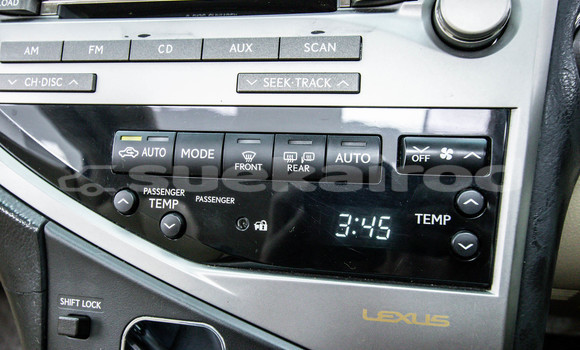 LOAD
AM FM CD AUX SCAN
CH·DISC SEEK·TRACK
AUTO MODE FRONT REAR AUTO OFF
PASSENGER
TEMP PASSENGER TEMP
3:45
SHIFT LOCK
LEXUS